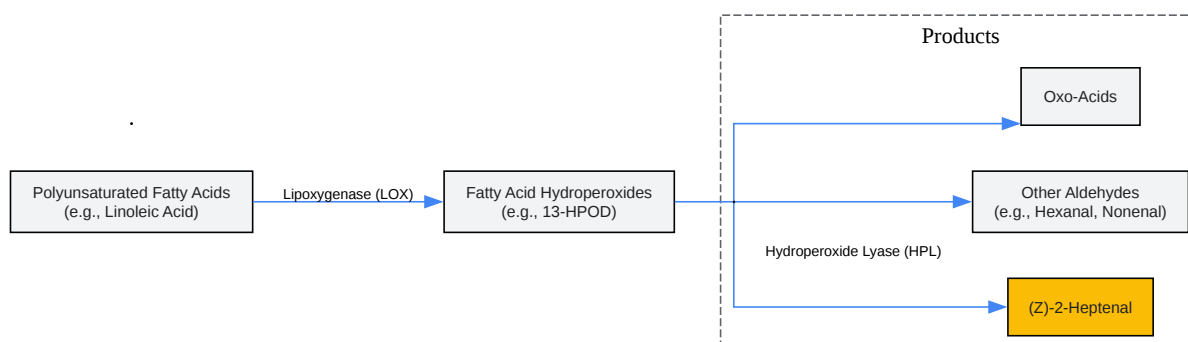 Products
Oxo-Acids
Polyunsaturated Fatty Acids
(e.g., Linoleic Acid)
Lipoxygenase (LOX)
Fatty Acid Hydroperoxides
(e.g., 13-HPOD)
Other Aldehydes
(e.g., Hexanal, Nonenal)
Hydroperoxide Lyase (HPL)
(Z)-2-Heptenal